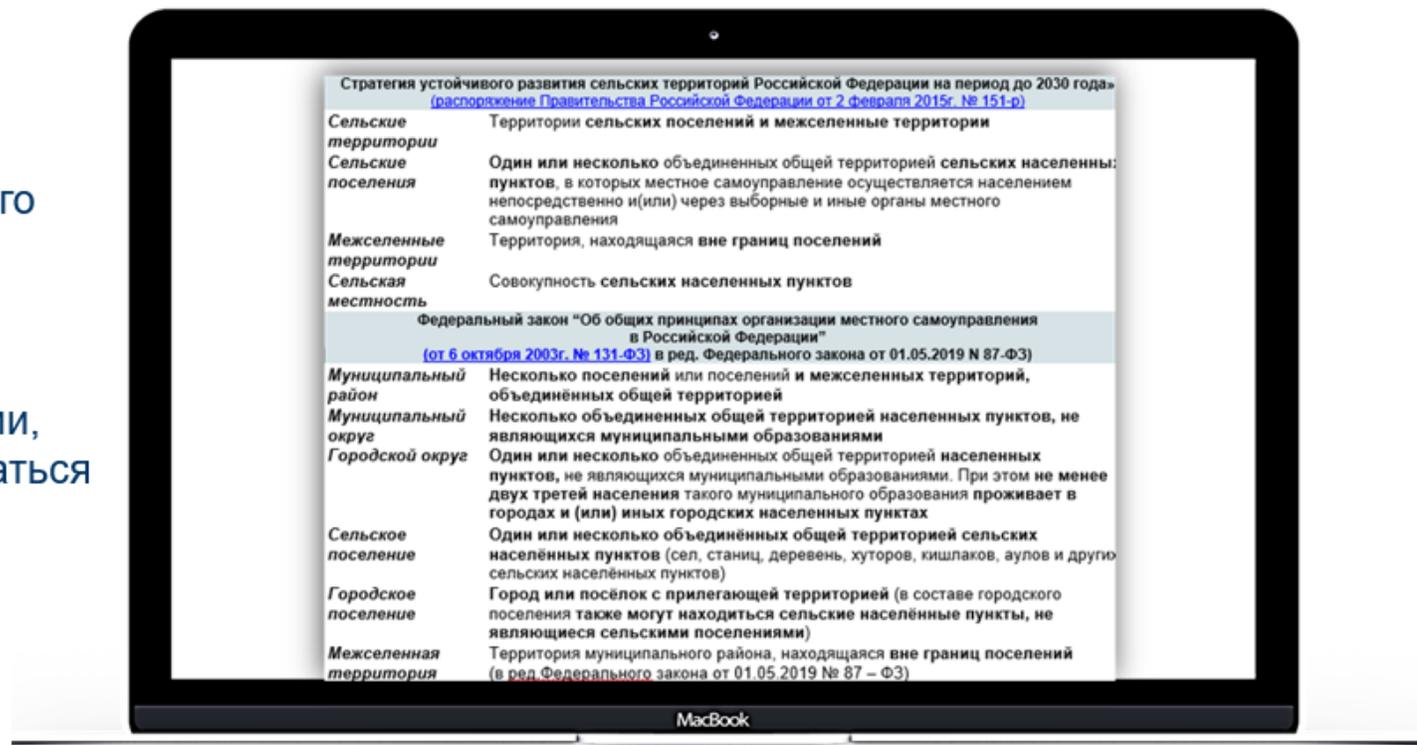 го
ии,
аться
Стратегия устойчивого развития сельских территорий Российской Федерации на период до 2030 года»
(распоряжение Правительства Российской Федерации от 2 февраля 2015г. № 151-р)
Сельские территории
Территории сельских поселений и межселенные территории
Сельские поселения
Один или несколько объединенных общей территорией сельских населенных
пунктов, в которых местное самоуправление осуществляется населением
непосредственно и(или) через выборные и иные органы местного
самоуправления
Межселенные территории
Территория, находящаяся вне границ поселений
Сельская местность
Совокупность сельских населенных пунктов
Федеральный закон “Об общих принципах организации местного самоуправления
в Российской Федерации”
(от 6 октября 2003г. № 131-ФЗ) в ред. Федерального закона от 01.05.2019 N 87-ФЗ)
Муниципальный район
Несколько поселений или поселений и межселенных территорий,
объединённых общей территорией
Муниципальный округ
Несколько объединенных общей территорией населенных пунктов, не
являющихся муниципальными образованиями
Городской округ
Один или несколько объединенных общей территорией населенных
пунктов, не являющихся муниципальными образованиями. При этом не менее
двух третей населения такого муниципального образования проживает в
городах и (или) иных городских населенных пунктах
Сельское поселение
Один или несколько объединённых общей территорией сельских
населённых пунктов (сел, станиц, деревень, хуторов, кишлаков, аулов и других
сельских населённых пунктов)
Городское поселение
Город или посёлок с прилегающей территорией (в составе городского
поселения также могут находиться сельские населённые пункты, не
являющиеся сельскими поселениями)
Межселенная территория
Территория муниципального района, находящаяся вне границ поселений
(в ред.Федерального закона от 01.05.2019 № 87 – ФЗ)
MacBook